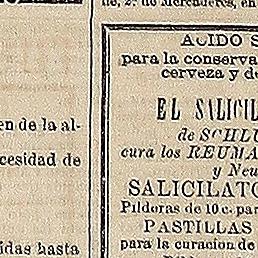 en de la al-
cesidad de
idas hasta
de, 2.º de Mercaderes, en
ACIDO S
para la conserva
cerveza y de
EL SALICIL
de SCHLU
cura los REUMA
y Neu
SALICILATO
Píldoras de 10 c. par
PASTILLAS
para la curacion de